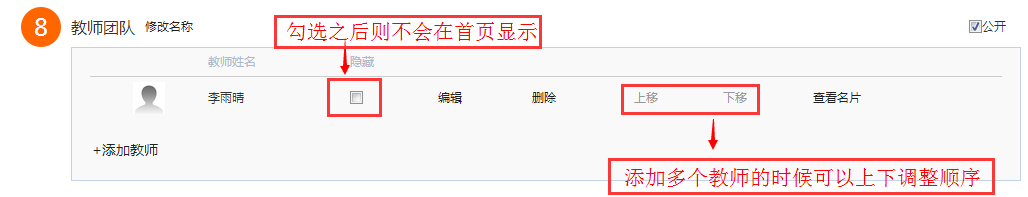 8 教师团队 修改名称 公开
勾选之后则不会在首页显示
教师姓名 隐藏
李雨晴 编辑 删除 上移 下移 查看名片
+添加教师
添加多个教师的时候可以上下调整顺序